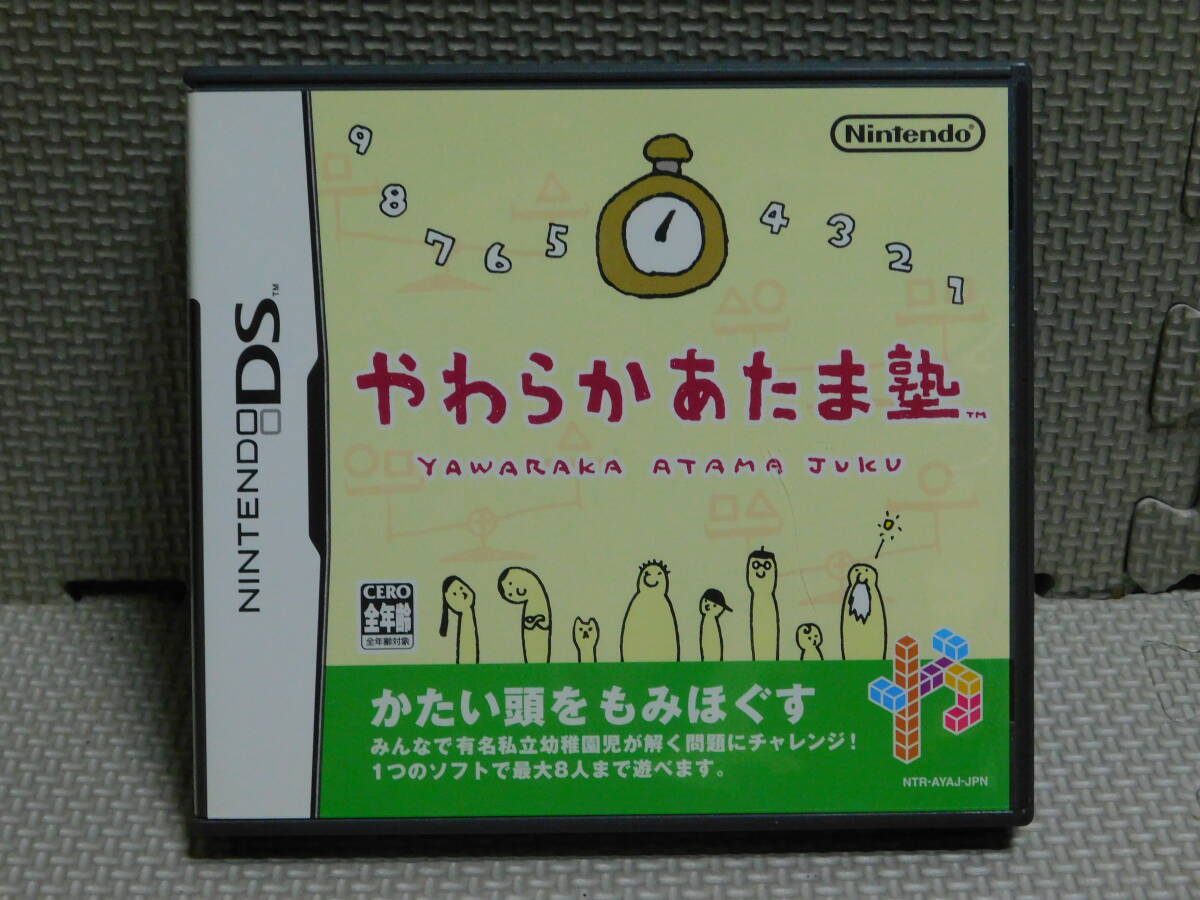 NINTENDO DS™
Nintendo®
9 8 7 6 5 4 3 2 1
やわらかあたま塾™
YAWARAKA ATAMA JUKU
CERO
全年齢
全年齢対象
かたい頭をもみほぐす
みんなで有名私立幼稚園児が解く問題にチャレンジ！
1つのソフトで最大8人まで遊べます。
や
NTR-AYAJ-JPN